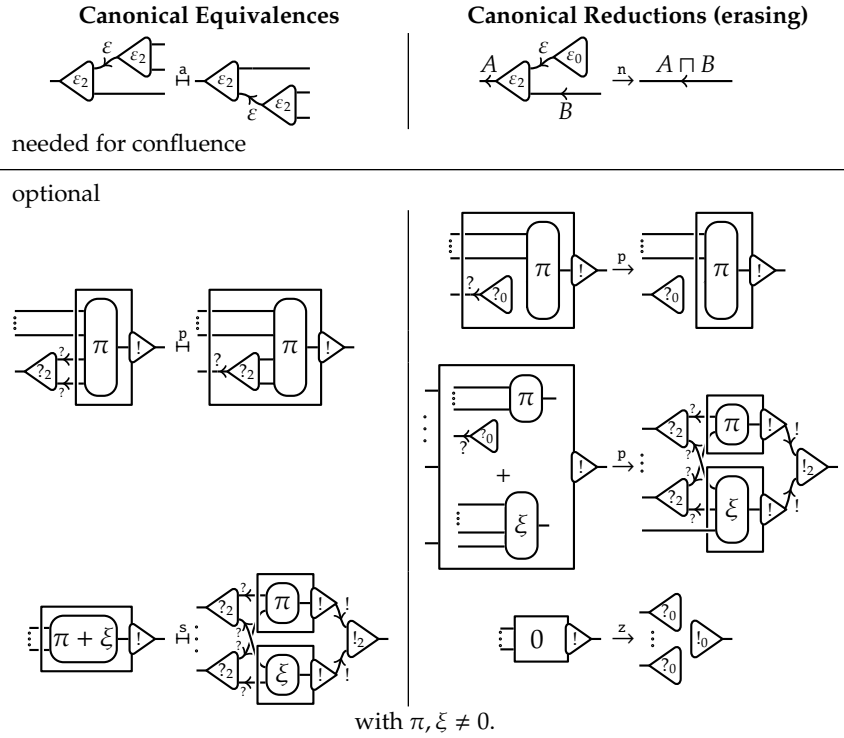 Canonical Equivalences
Canonical Reductions (erasing)
ε ε₂ ε₂ a ε₂ ε ε₂
A ε₂ ε ε₀ B n A ⊓ B
needed for confluence
optional
π ! ?₂ ? ? p π ! ? ?₂
π ! ? ?₀ p π ! ?₀
π ? ?₀ + ξ ! p ?₂ ? π ! ! ? ? ?₂ ? ξ ! ! !₂
π + ξ ! s ?₂ ? π ! ! ? ? ?₂ ? ξ ! ! !₂
0 ! z ?₀ ?₀ !₀
with π, ξ ≠ 0.